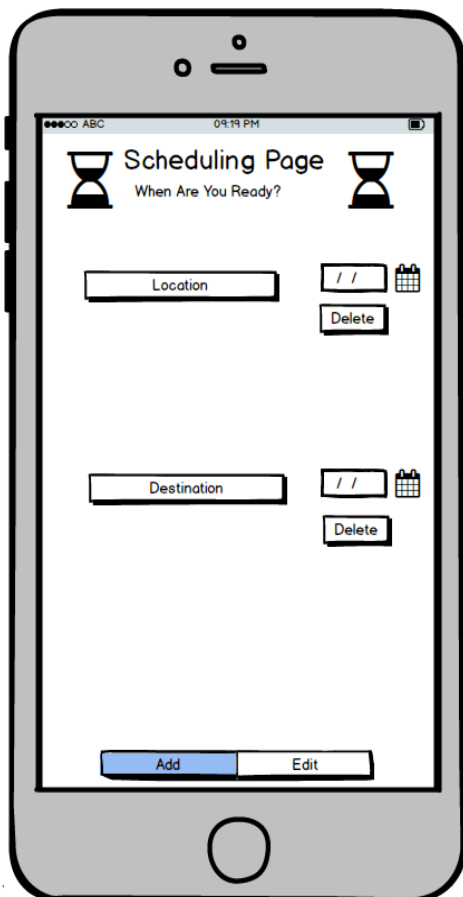 ABC 09:19 PM
Scheduling Page
When Are You Ready?
Location / /
Delete
Destination / /
Delete
Add Edit